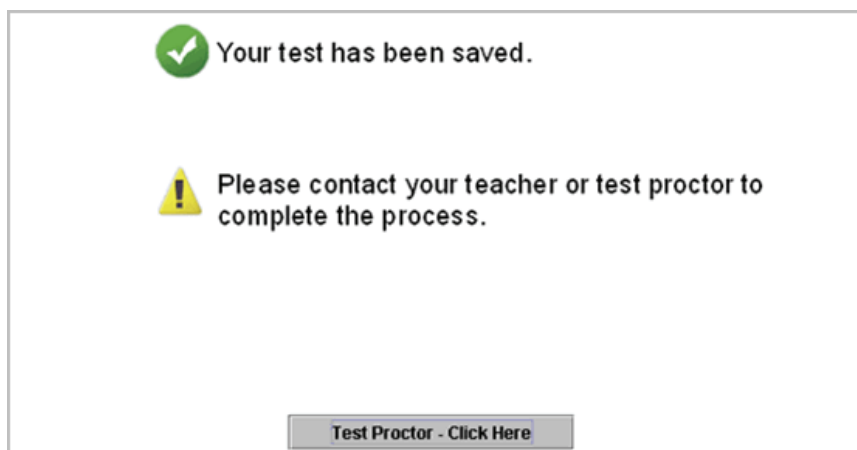 Your test has been saved.
Please contact your teacher or test proctor to
complete the process.
Test Proctor - Click Here